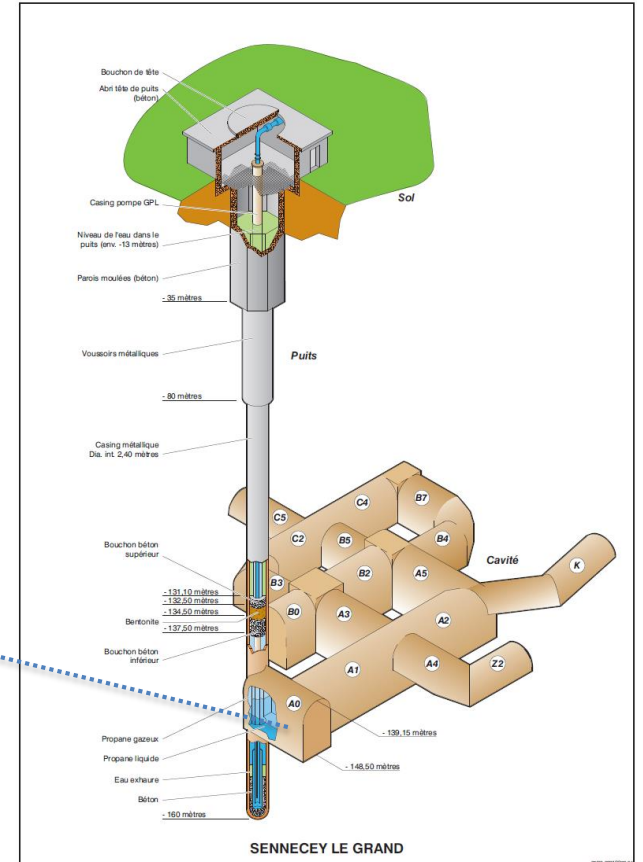 Bouchon de tête
Abri tête de puits
(béton)
Sol
Casing pompe GPL
Niveau de l'eau dans le
puits (env. -13 mètres)
Parois moulées (béton)
- 35 mètres
Voussoirs métalliques
Puits
- 80 mètres
Casing métallique
Dia. int. 2,40 mètres
C5
C4
B7
C2
B5
B4
Bouchon béton
supérieur
Cavité
K
B3
B2
A5
- 131,10 mètres
- 132,50 mètres
- 134,50 mètres
Bentonite
- 137,50 mètres
B0
A3
A2
Bouchon béton
inférieur
A1
A4
Z2
A0
- 139,15 mètres
Propane gazeux
Propane liquide
- 148,50 mètres
Eau exhaure
Béton
- 160 mètres
SENNECEY LE GRAND